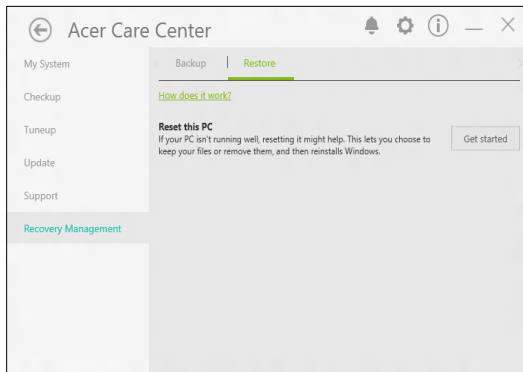 Acer Care Center
My System
Checkup
Tuneup
Update
Support
Recovery Management
Backup
Restore
How does it work?
Reset this PC
If your PC isn't running well, resetting it might help. This lets you choose to
keep your files or remove them, and then reinstalls Windows.
Get started